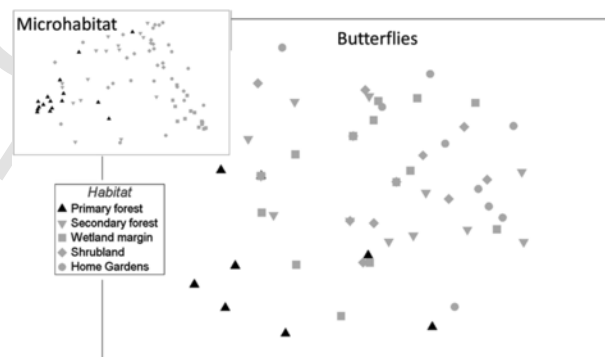 Microhabitat
Butterflies
Habitat
Primary forest
Secondary forest
Wetland margin
Shrubland
Home Gardens